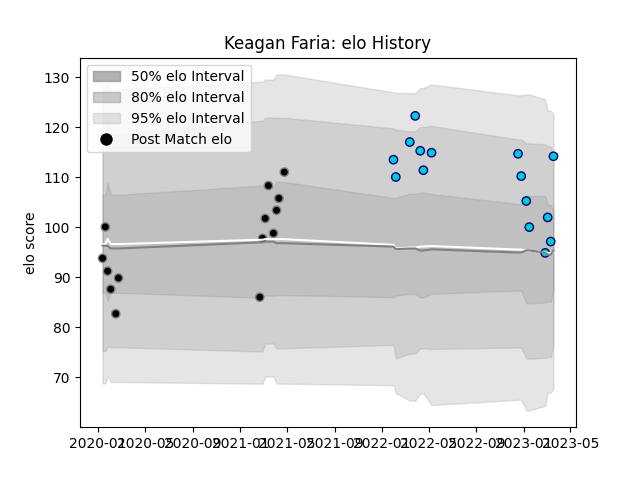 Keagan Faria: elo History
50% elo Interval
80% elo Interval
95% elo Interval
Post Match elo
elo score
130
120
110
100
90
80
70
2020-01 2020-05 2020-09 2021-01 2021-05 2021-09 2022-01 2022-05 2022-09 2023-01 2023-05